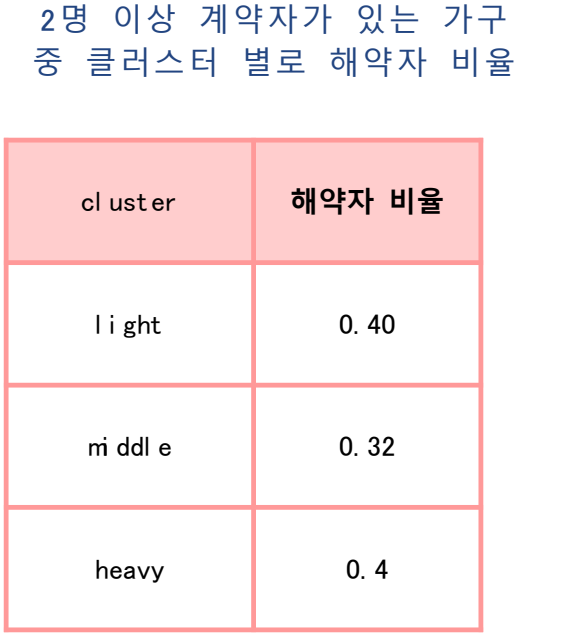 2명 이상 계약자가 있는 가구
중 클러스터 별로 해약자 비율
cluster 해약자 비율
light 0.40
middle 0.32
heavy 0.4